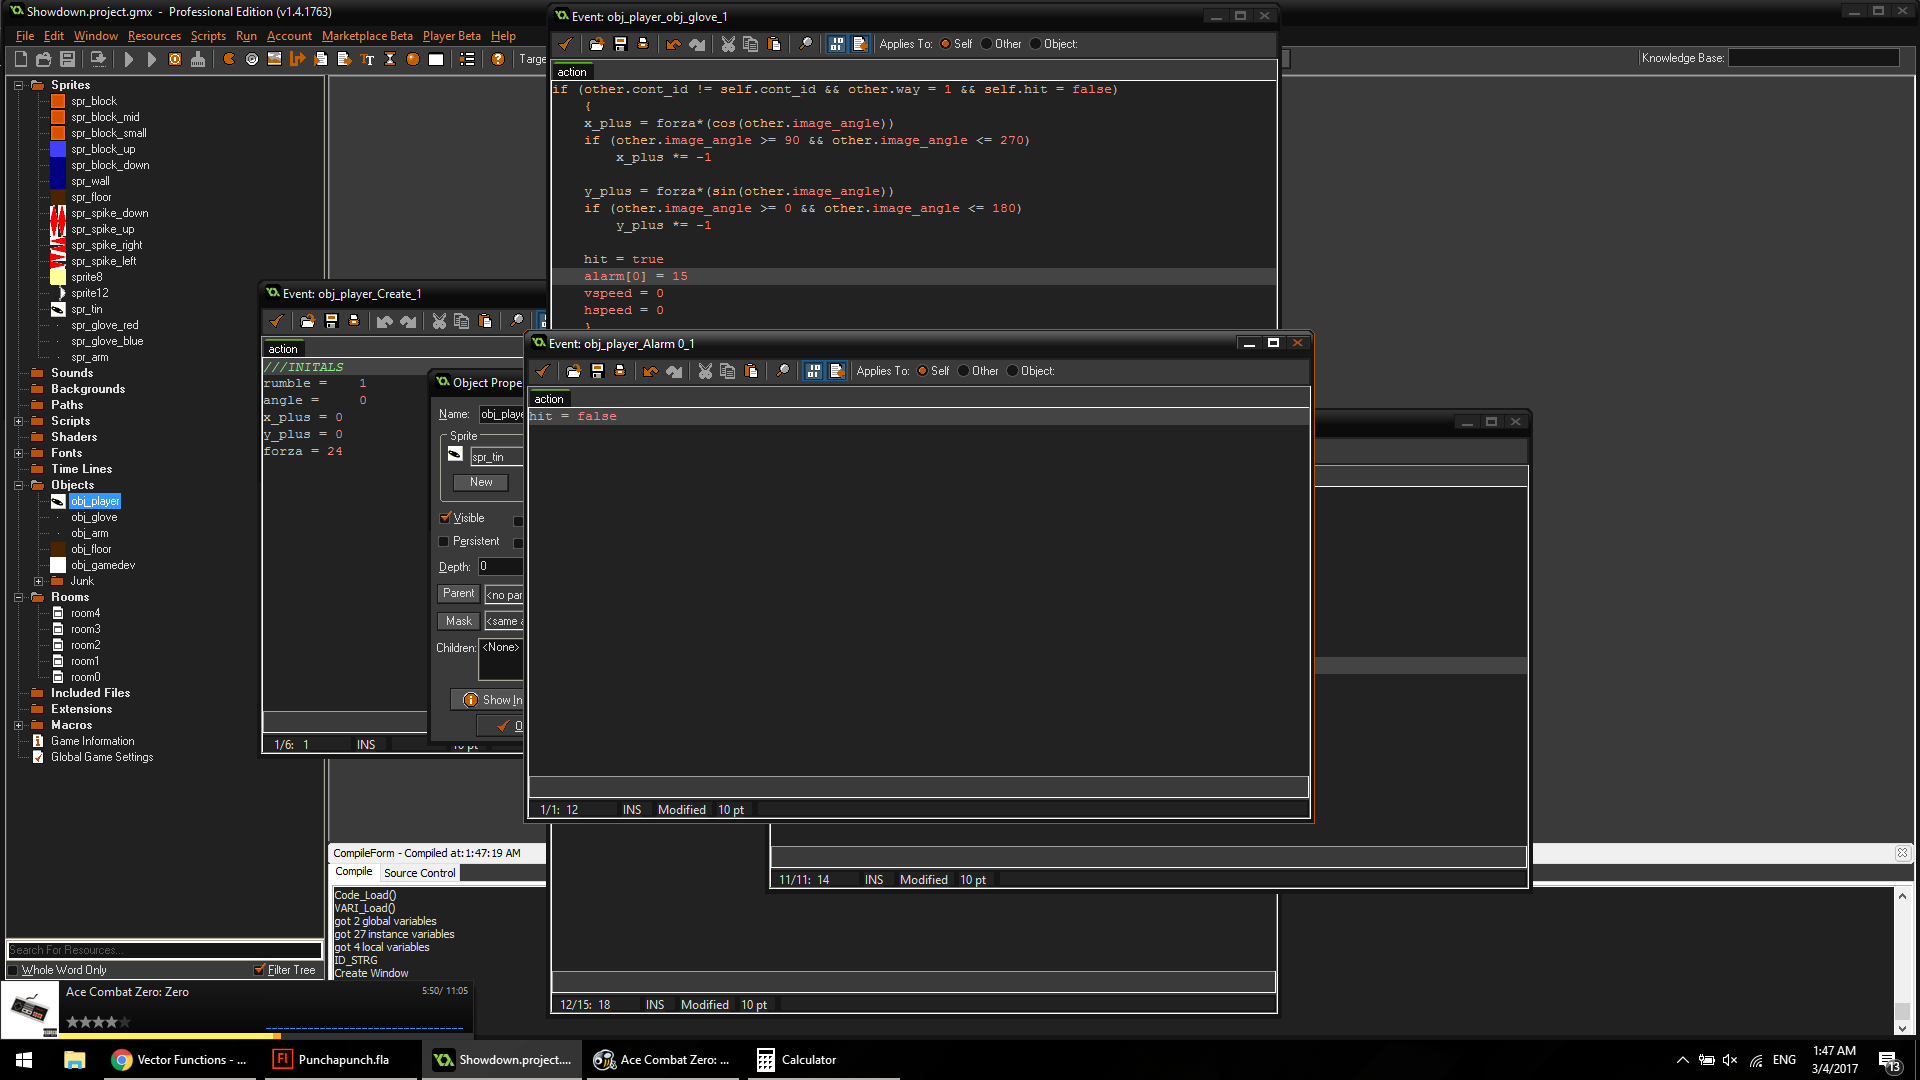 Showdown.project.gmx - Professional Edition (v1.4.1763)
File Edit Window Resources Scripts Run Account Marketplace Beta Player Beta Help
Knowledge Base:
Sprites
spr_block
spr_block_mid
spr_block_small
spr_block_up
spr_block_down
spr_wall
spr_floor
spr_spike_down
spr_spike_up
spr_spike_right
spr_spike_left
sprite8
sprite12
spr_tin
spr_glove_red
spr_glove_blue
spr_arm
Sounds
Backgrounds
Paths
Scripts
Shaders
Fonts
Time Lines
Objects
obj_player
obj_glove
obj_arm
obj_floor
obj_gamedev
Junk
Rooms
room4
room3
room2
room1
room0
Included Files
Extensions
Macros
Game Information
Global Game Settings
Search For Resources...
Whole Word Only Filter Tree
Event: obj_player_obj_glove_1
Applies To: Self Other Object:
action
if (other.cont_id != self.cont_id && other.way = 1 && self.hit = false)
{
x_plus = forza*(cos(other.image_angle))
if (other.image_angle >= 90 && other.image_angle <= 270)
x_plus *= -1
y_plus = forza*(sin(other.image_angle))
if (other.image_angle >= 0 && other.image_angle <= 180)
y_plus *= -1
hit = true
alarm[0] = 15
vspeed = 0
hspeed = 0
}
12/15: 18 INS Modified 10 pt
Event: obj_player_Create_1
action
///INITALS
rumble = 1
angle = 0
x_plus = 0
y_plus = 0
forza = 24
1/6: 1 INS 10 pt
Name:
Sprite
spr_tin
New
Visible
Persistent
Depth: 0
Parent
Mask
Children: <None>
Event: obj_player_Alarm 0_1
Applies To: Self Other Object:
action
hit = false
1/1: 12 INS Modified 10 pt
11/11: 14 INS Modified 10 pt
CompileForm - Compiled at:1:47:19 AM
Compile Source Control
Code_Load()
VARI_Load()
got 2 global variables
got 27 instance variables
got 4 local variables
ID_STRG
Create Window
Ace Combat Zero: Zero 5:50/ 11:05
Vector Functions - ...
Fl Punchapunch.fla
Showdown.project....
Ace Combat Zero: ...
Calculator
ENG
1:47 AM
3/4/2017
13